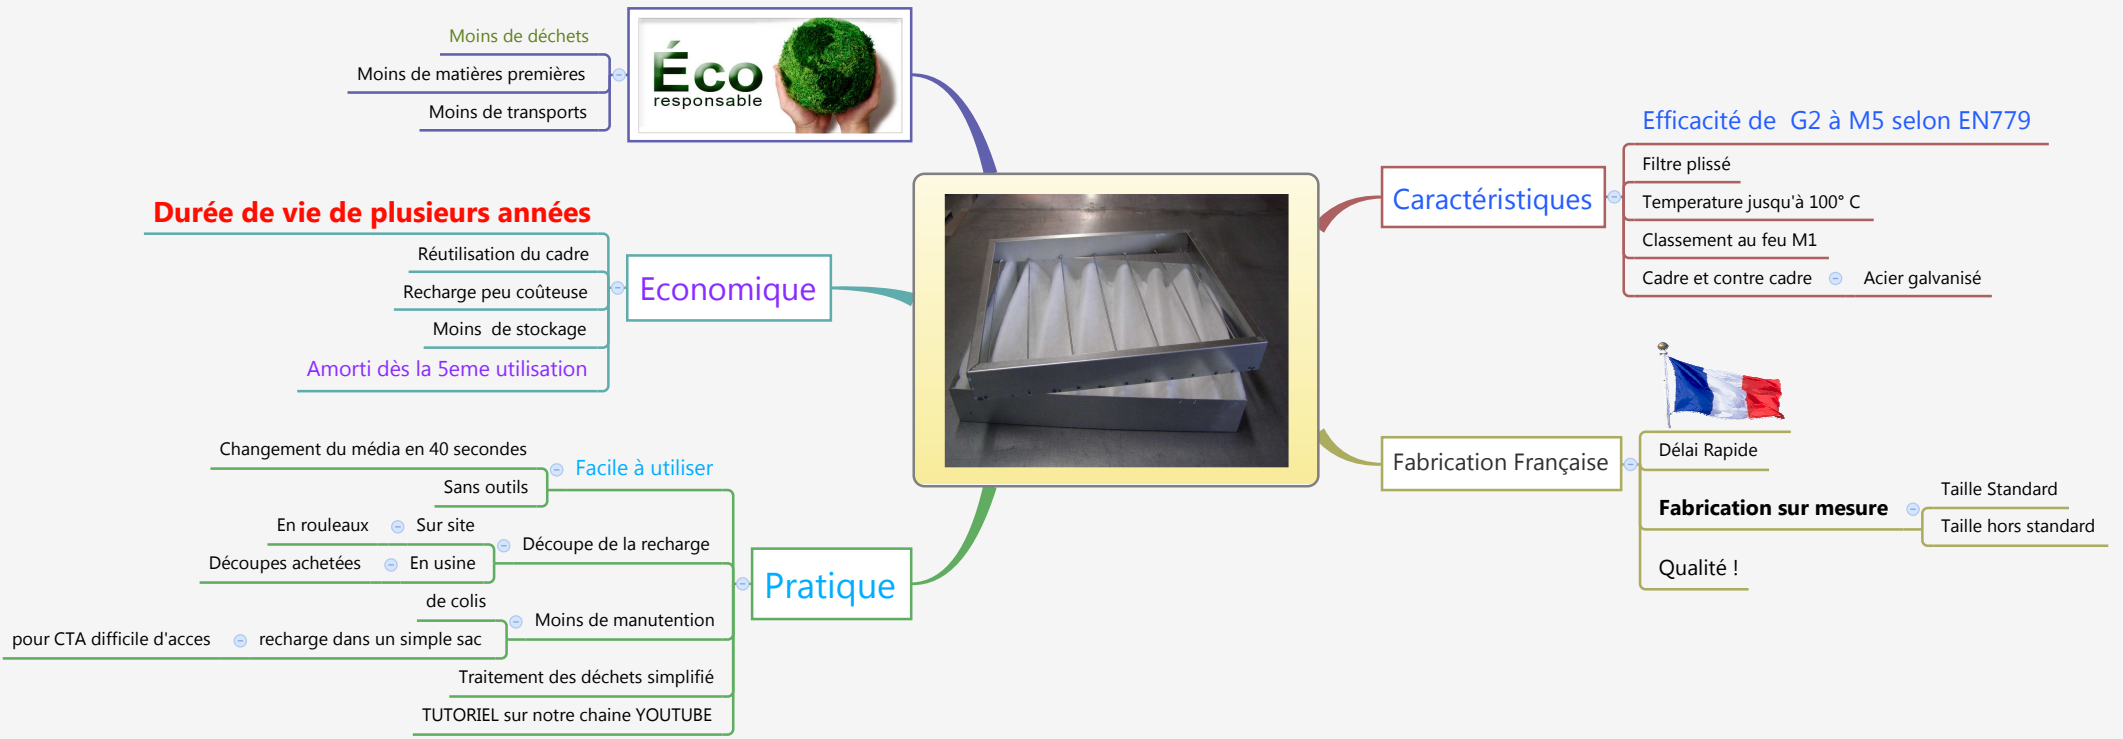 Éco
responsable
Moins de déchets
Moins de matières premières
Moins de transports
Durée de vie de plusieurs années
Réutilisation du cadre
Recharge peu coûteuse
Moins  de stockage
Amorti dès la 5eme utilisation
Economique
Changement du média en 40 secondes
Sans outils
Facile à utiliser
En rouleaux
Sur site
Découpes achetées
En usine
Découpe de la recharge
de colis
pour CTA difficile d'acces
recharge dans un simple sac
Moins de manutention
Traitement des déchets simplifié
TUTORIEL sur notre chaine YOUTUBE
Pratique
Caractéristiques
Efficacité de  G2 à M5 selon EN779
Filtre plissé
Temperature jusqu'à 100° C
Classement au feu M1
Cadre et contre cadre
Acier galvanisé
Fabrication Française
Délai Rapide
Fabrication sur mesure
Taille Standard
Taille hors standard
Qualité !